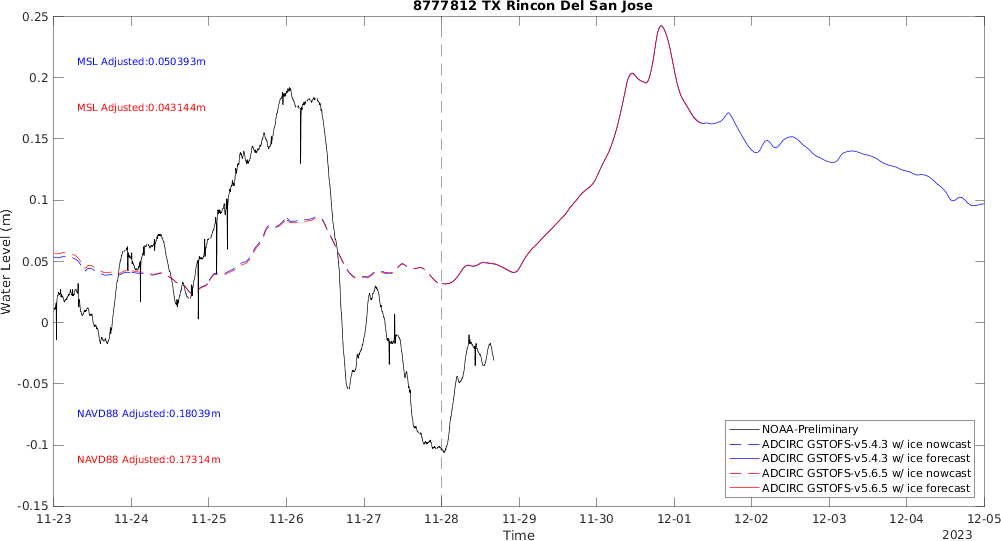 8777812 TX Rincon Del San Jose
0.25
0.2
0.15
0.1
0.05
0
-0.05
-0.1
-0.15
Water Level (m)
MSL Adjusted:0.050393m
MSL Adjusted:0.043144m
NAVD88 Adjusted:0.18039m
NAVD88 Adjusted:0.17314m
NOAA-Preliminary
ADCIRC GSTOFS-v5.4.3 w/ ice nowcast
ADCIRC GSTOFS-v5.4.3 w/ ice forecast
ADCIRC GSTOFS-v5.6.5 w/ ice nowcast
ADCIRC GSTOFS-v5.6.5 w/ ice forecast
11-23 11-24 11-25 11-26 11-27 11-28 11-29 11-30 12-01 12-02 12-03 12-04 12-05
Time
2023